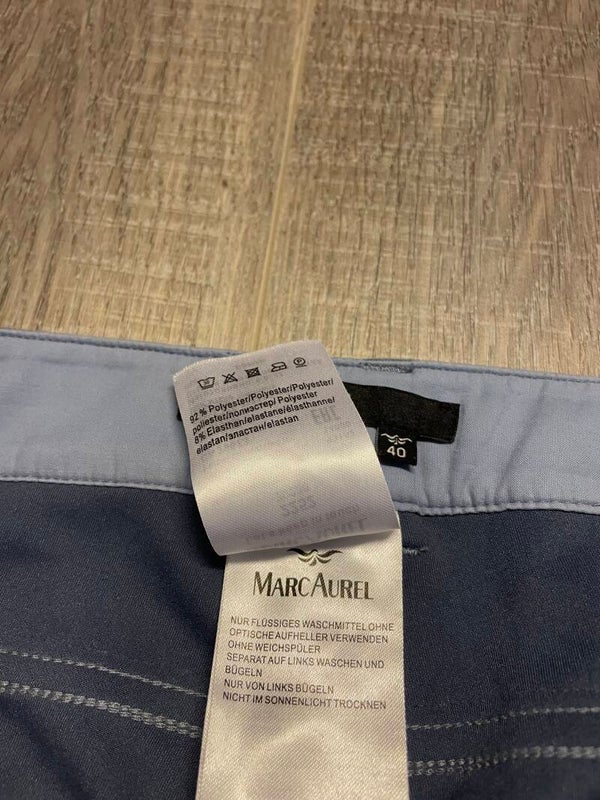 92 % Polyester/Polyester/Polyester/
poliester/полиэстер/ Polyester
8% Elasthan/elastane/élasthanne/
elastan/эластан/elastan
40
MARCAUREL
NUR FLÜSSIGES WASCHMITTEL OHNE
OPTISCHE AUFHELLER VERWENDEN
OHNE WEICHSPÜLER
SEPARAT AUF LINKS WASCHEN UND
BÜGELN
NUR VON LINKS BÜGELN
NICHT IM SONNENLICHT TROCKNEN